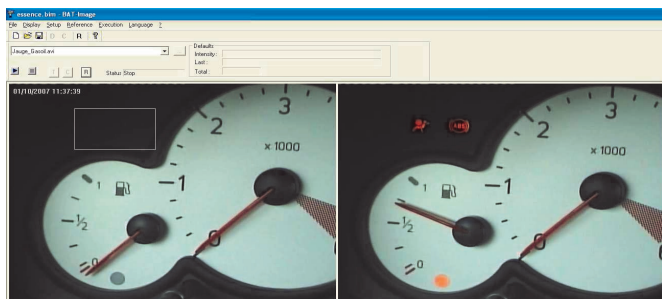 essence.bim - BAT-Image
File Display Setup Reference Execution Language ?
D C R
Jauge_Gasoil.avi ...
Defaults
Intensity :
Last :
Total :
R Status Stop
01/10/2007 11:37:39
3
2
x 1000
1
1
1/2
0
0
ABS
3
2
x 1000
1
1
1/2
0
0